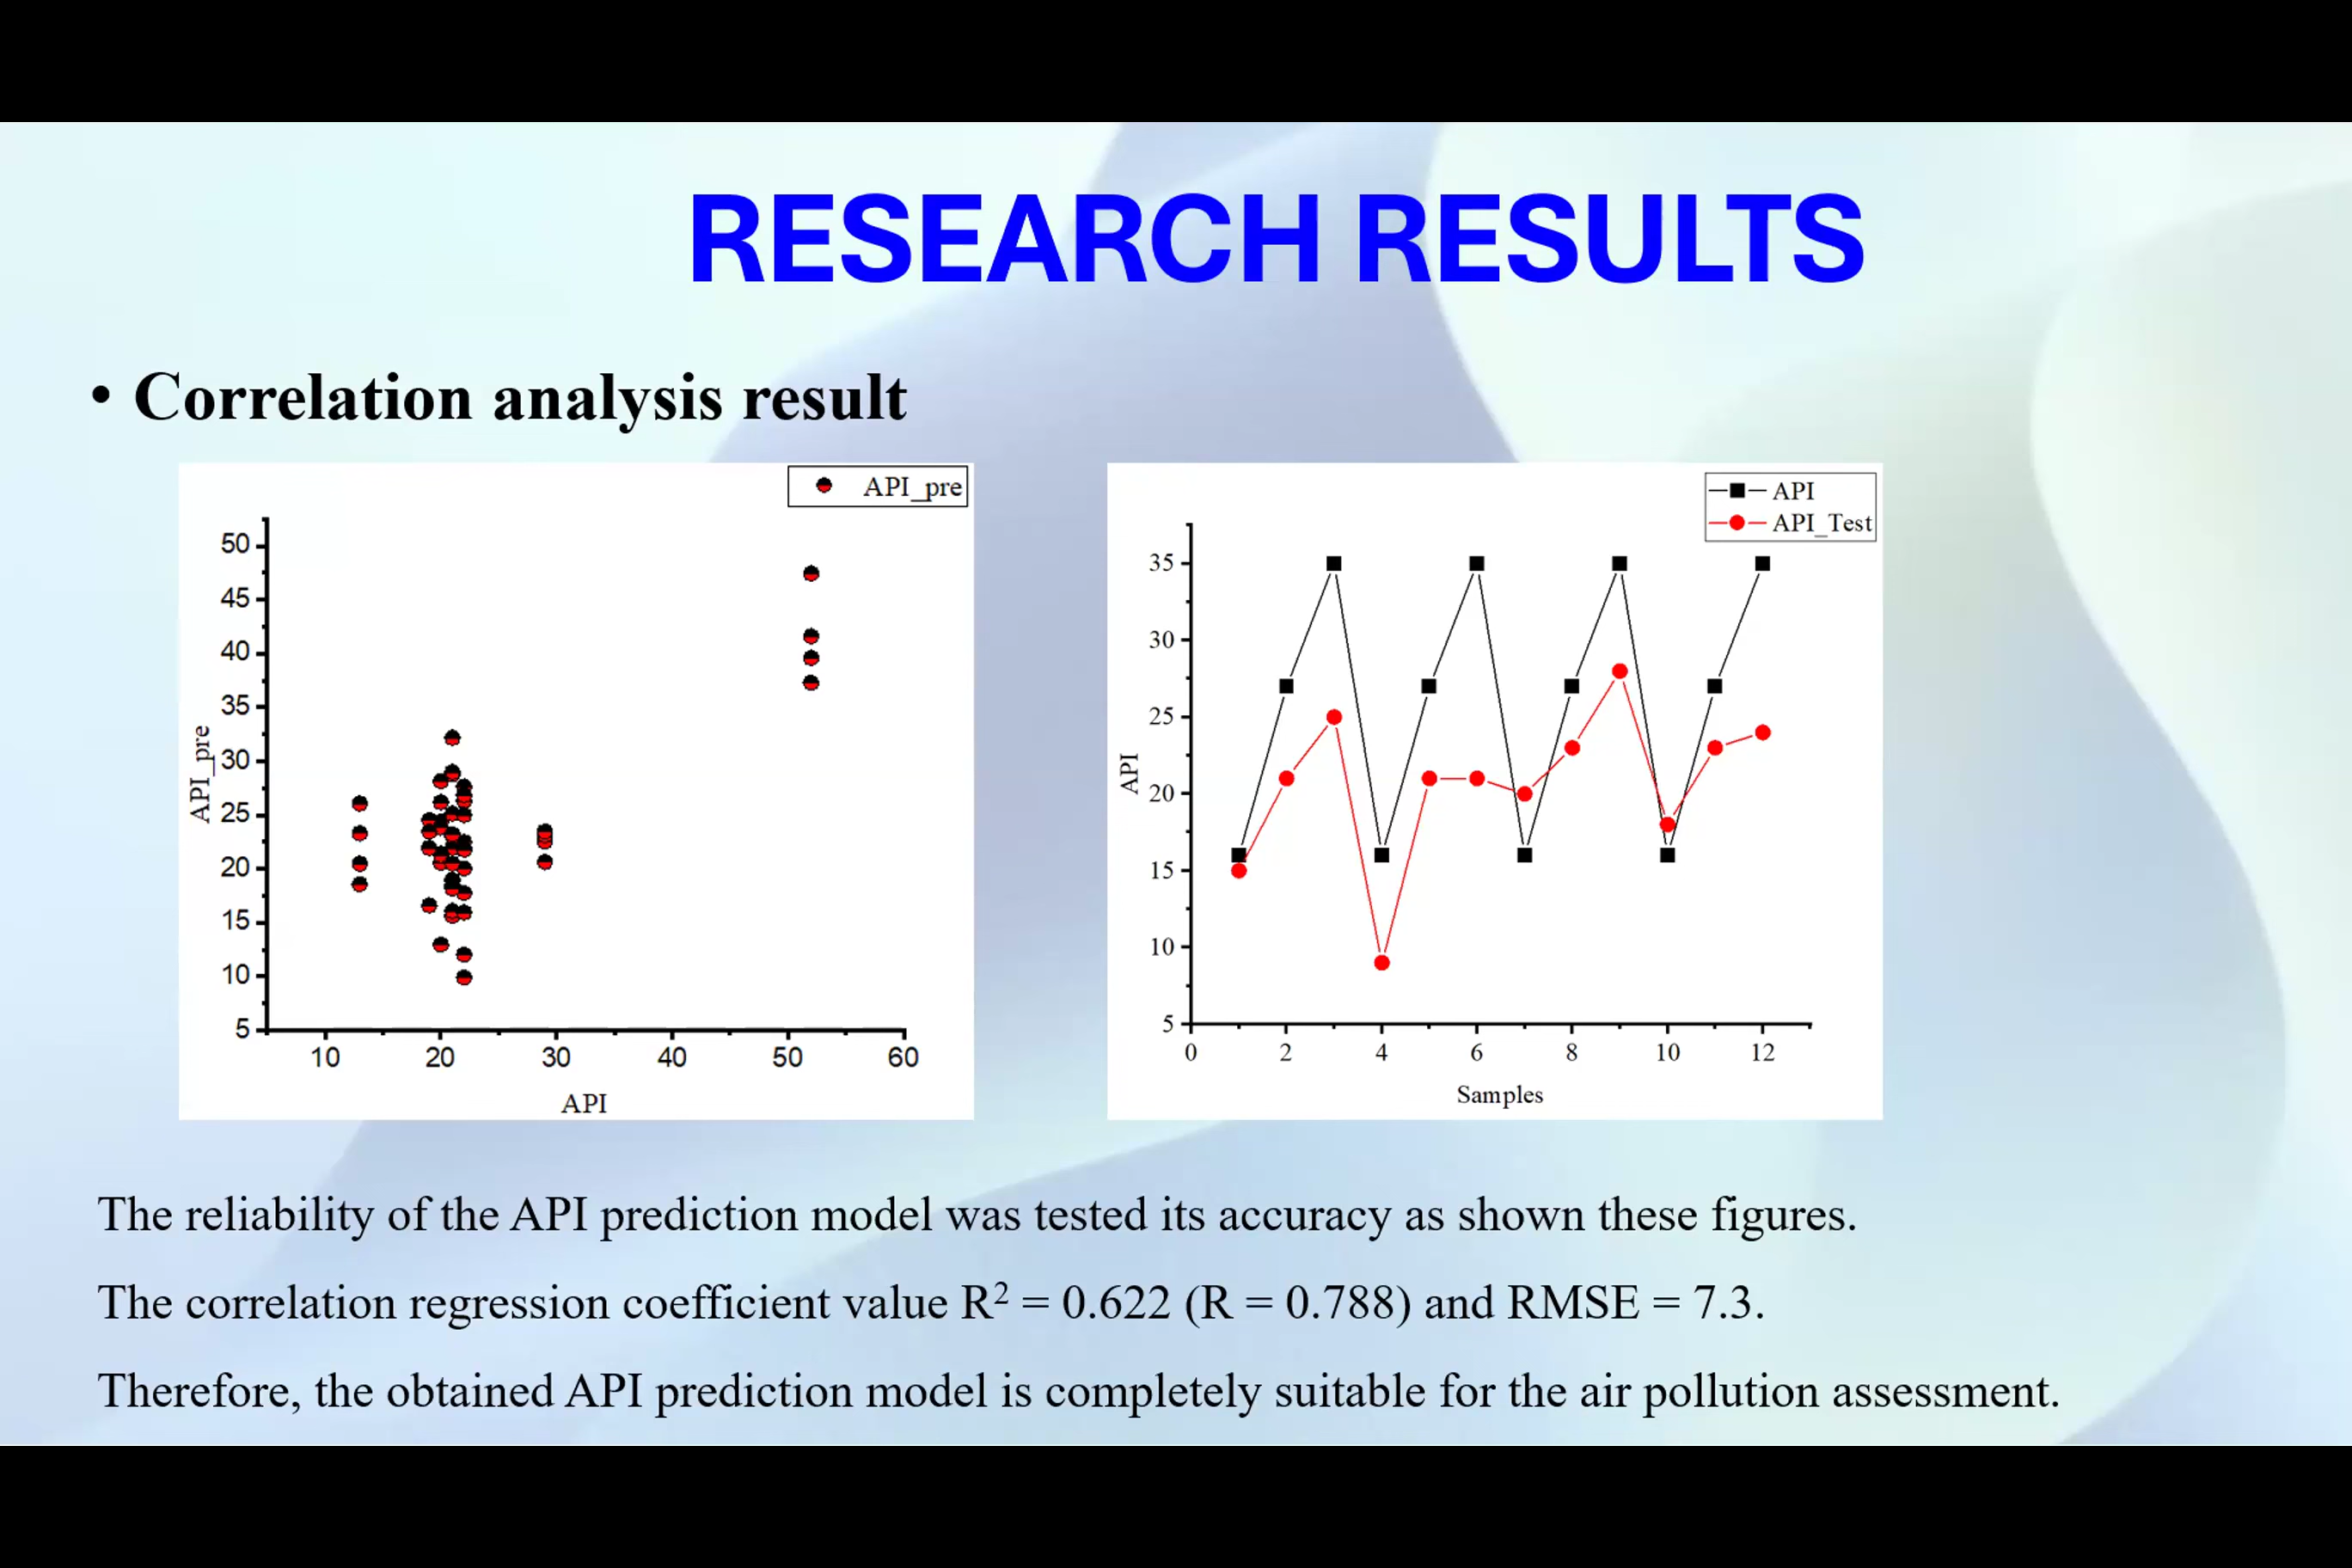 RESEARCH RESULTS
• Correlation analysis result
API_pre
50
45
40
35
30
25
20
15
10
5
API_pre
10 20 30 40 50 60
API
API
API_Test
35
30
25
20
15
10
5
API
0 2 4 6 8 10 12
Samples
The reliability of the API prediction model was tested its accuracy as shown these figures.
The correlation regression coefficient value R² = 0.622 (R = 0.788) and RMSE = 7.3.
Therefore, the obtained API prediction model is completely suitable for the air pollution assessment.